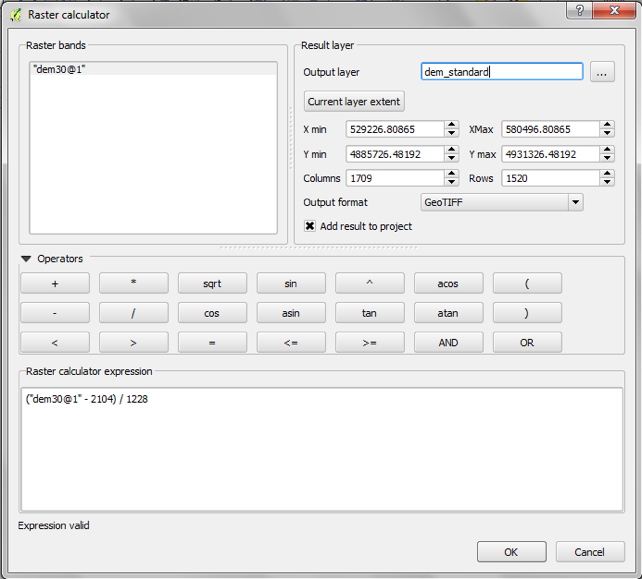 Raster calculator
?
X
Raster bands
"dem30@1"
Result layer
Output layer dem_standard ...
Current layer extent
X min 529226.80865 XMax 580496.80865
Y min 4885726.48192 Y max 4931326.48192
Columns 1709 Rows 1520
Output format GeoTIFF
Add result to project
Operators
+ * sqrt sin ^ acos (
- / cos asin tan atan )
< > = <= >= AND OR
Raster calculator expression
("dem30@1" - 2104) / 1228
Expression valid
OK Cancel